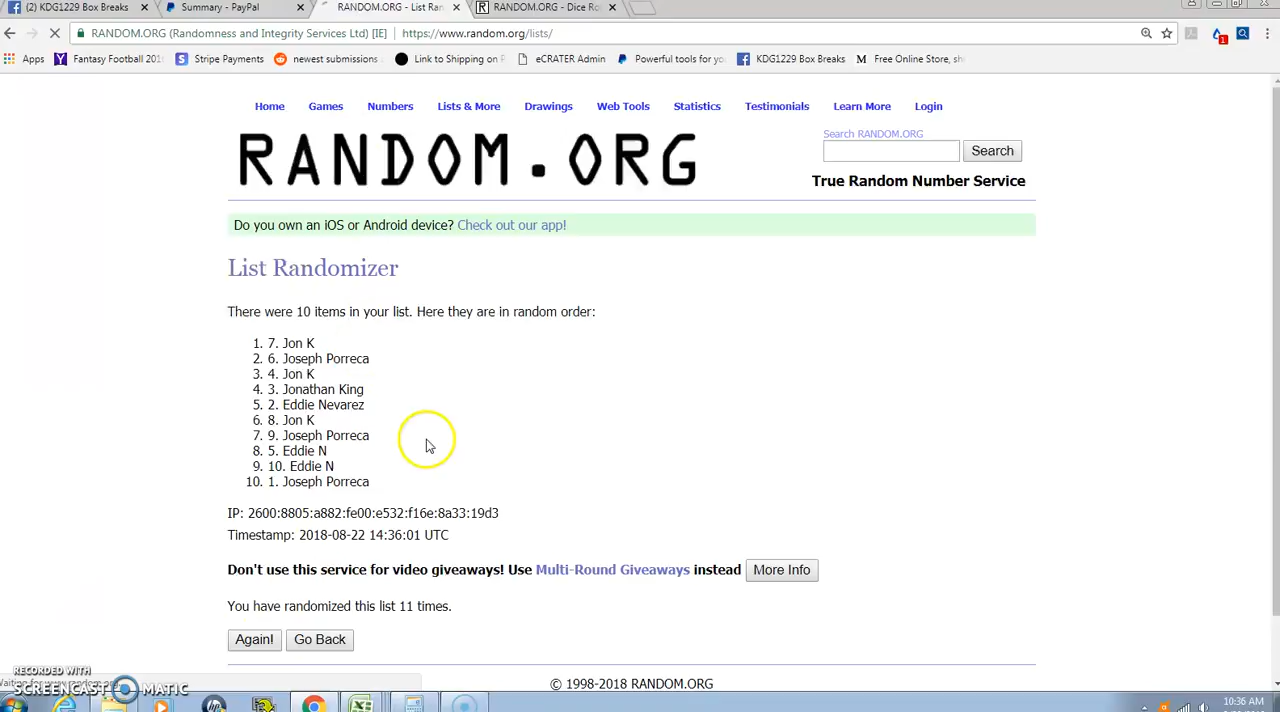 (2) KDG1229 Box Breaks
Summary - PayPal
RANDOM.ORG - List Ran
RANDOM.ORG - Dice Ro
RANDOM.ORG (Randomness and Integrity Services Ltd) [IE]
https://www.random.org/lists/
Apps
Fantasy Football 201
Stripe Payments
newest submissions
Link to Shipping on P
eCRATER Admin
Powerful tools for yo
KDG1229 Box Breaks
Free Online Store, sh
Home
Games
Numbers
Lists & More
Drawings
Web Tools
Statistics
Testimonials
Learn More
Login
RANDOM.ORG
Search RANDOM.ORG
Search
True Random Number Service
Do you own an iOS or Android device? Check out our app!
List Randomizer
There were 10 items in your list. Here they are in random order:
1. 7. Jon K
2. 6. Joseph Porreca
3. 4. Jon K
4. 3. Jonathan King
5. 2. Eddie Nevarez
6. 8. Jon K
7. 9. Joseph Porreca
8. 5. Eddie N
9. 10. Eddie N
10. 1. Joseph Porreca
IP: 2600:8805:a882:fe00:e532:f16e:8a33:19d3
Timestamp: 2018-08-22 14:36:01 UTC
Don't use this service for video giveaways! Use Multi-Round Giveaways instead
More Info
You have randomized this list 11 times.
Again!
Go Back
© 1998-2018 RANDOM.ORG
RECORDED WITH
SCREENCAST MATIC
10:36 AM